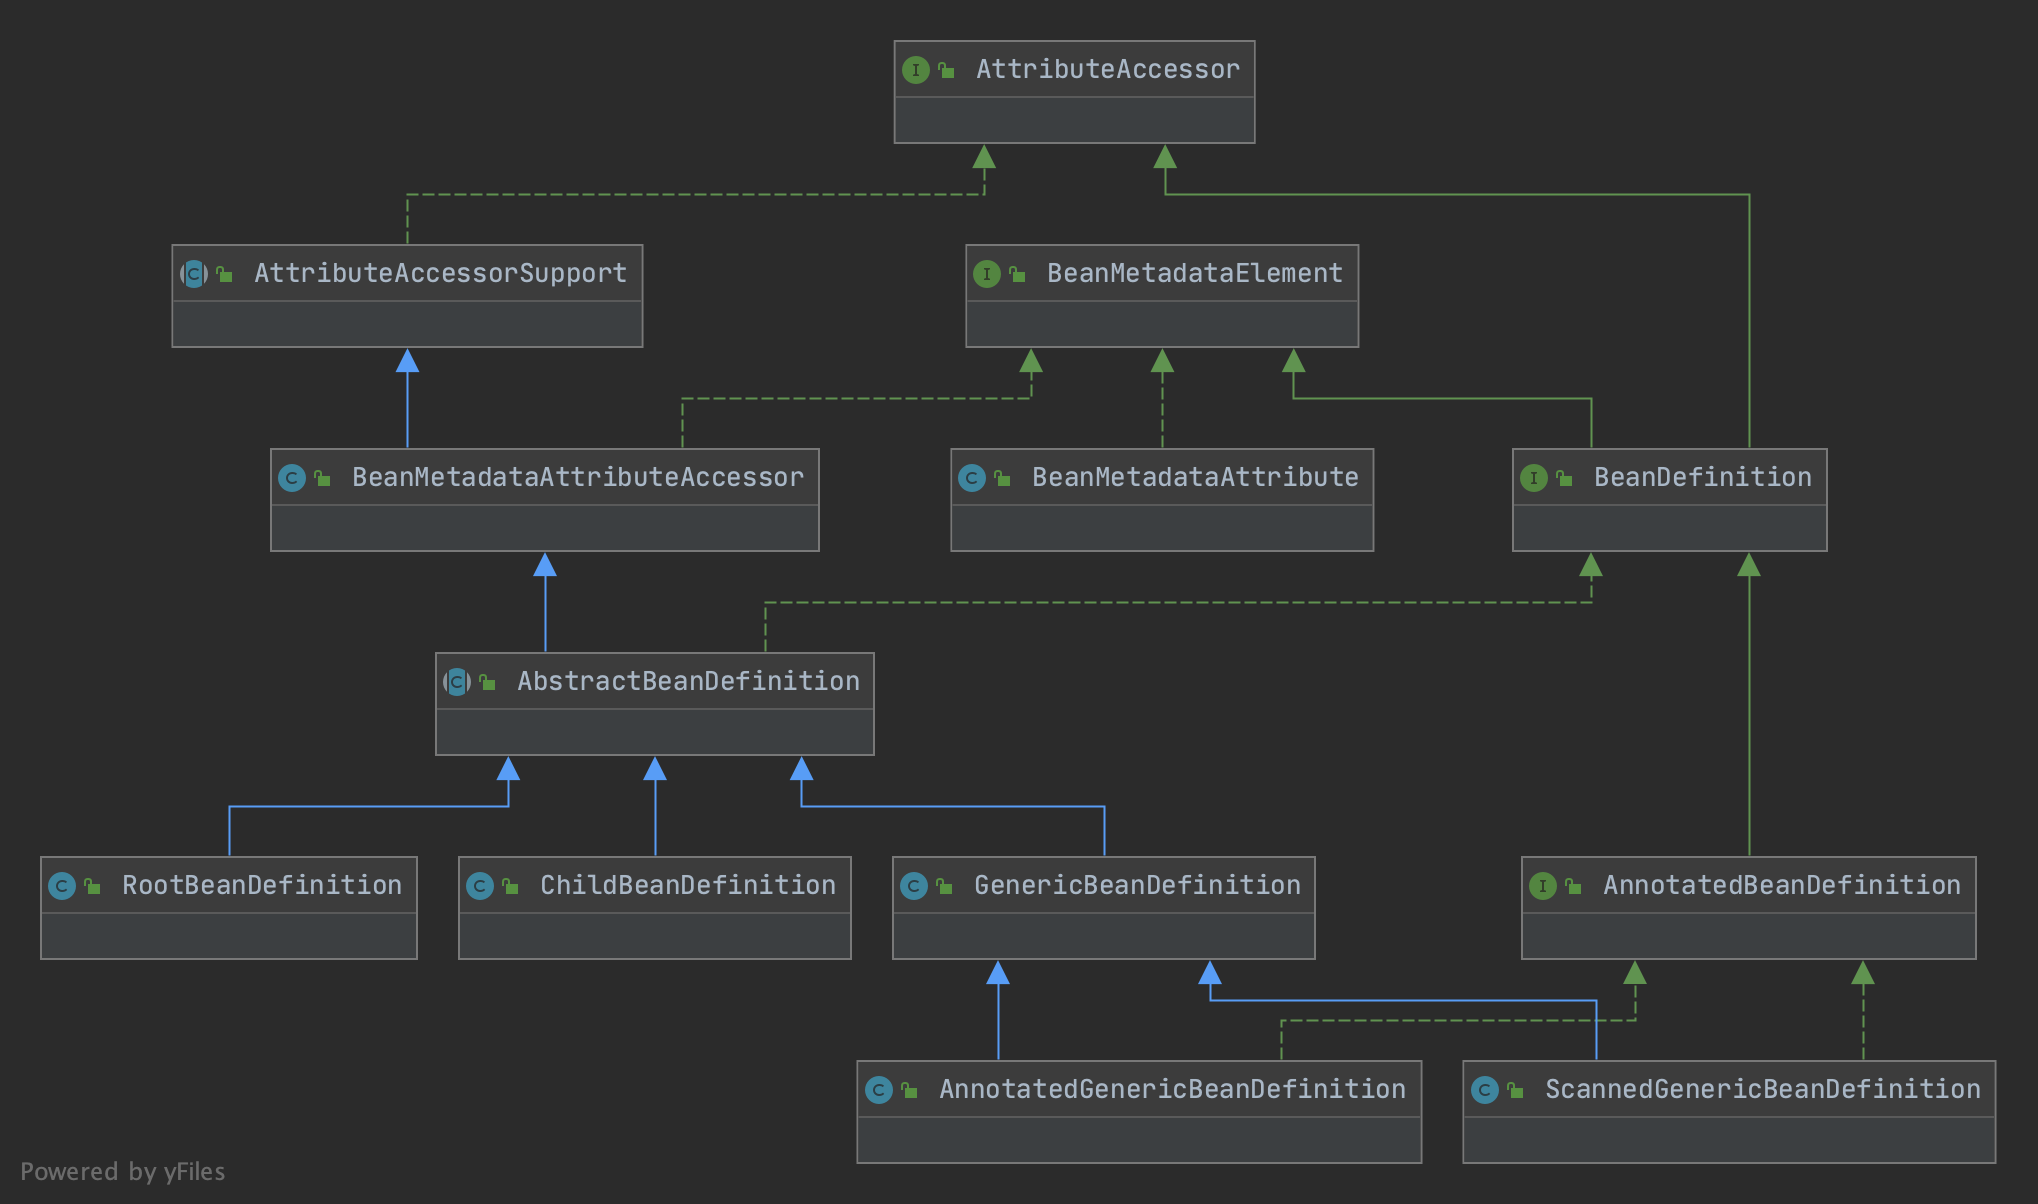 I AttributeAccessor
C AttributeAccessorSupport
I BeanMetadataElement
C BeanMetadataAttributeAccessor
C BeanMetadataAttribute
I BeanDefinition
C AbstractBeanDefinition
C RootBeanDefinition
C ChildBeanDefinition
C GenericBeanDefinition
I AnnotatedBeanDefinition
C AnnotatedGenericBeanDefinition
C ScannedGenericBeanDefinition
Powered by yFiles